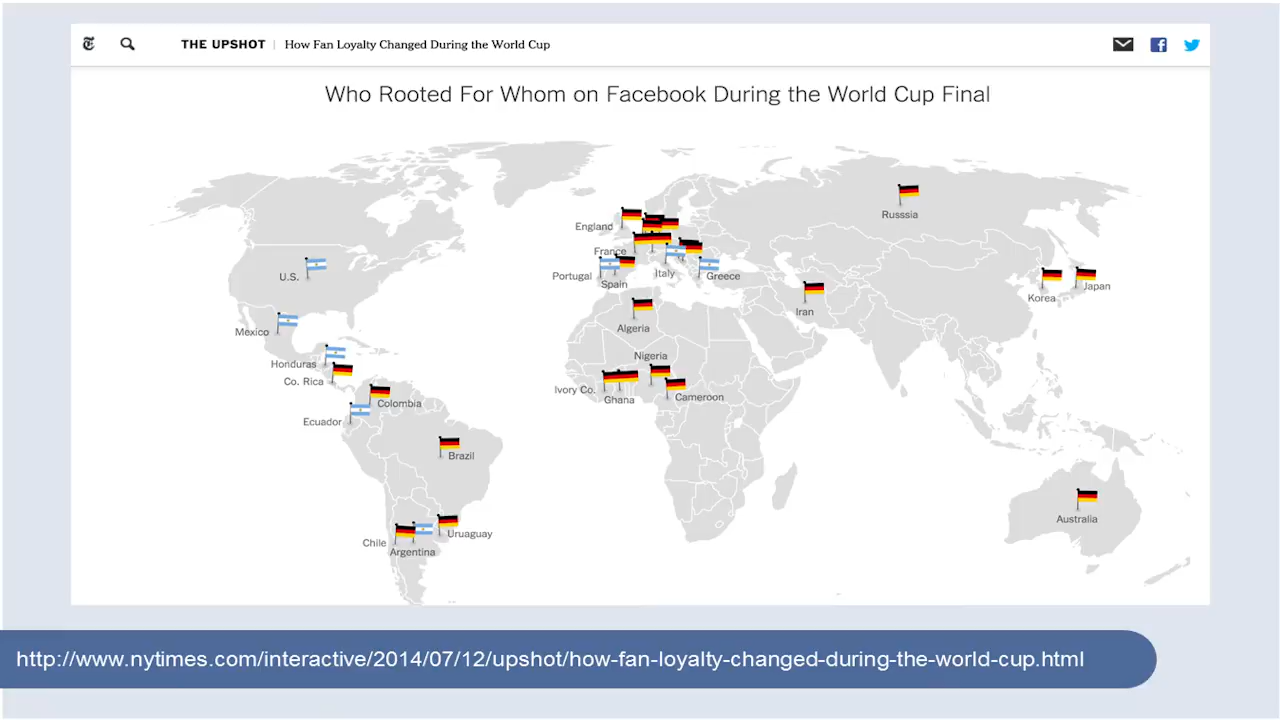 THE UPSHOT | How Fan Loyalty Changed During the World Cup
Who Rooted For Whom on Facebook During the World Cup Final
Russsia
England
France
U.S.
Portugal
Italy
Greece
Spain
Korea
Japan
Iran
Mexico
Algeria
Honduras
Nigeria
Co. Rica
Ivory Co.
Ghana
Cameroon
Colombia
Ecuador
Brazil
Australia
Uruaguay
Chile
Argentina
http://www.nytimes.com/interactive/2014/07/12/upshot/how-fan-loyalty-changed-during-the-world-cup.html